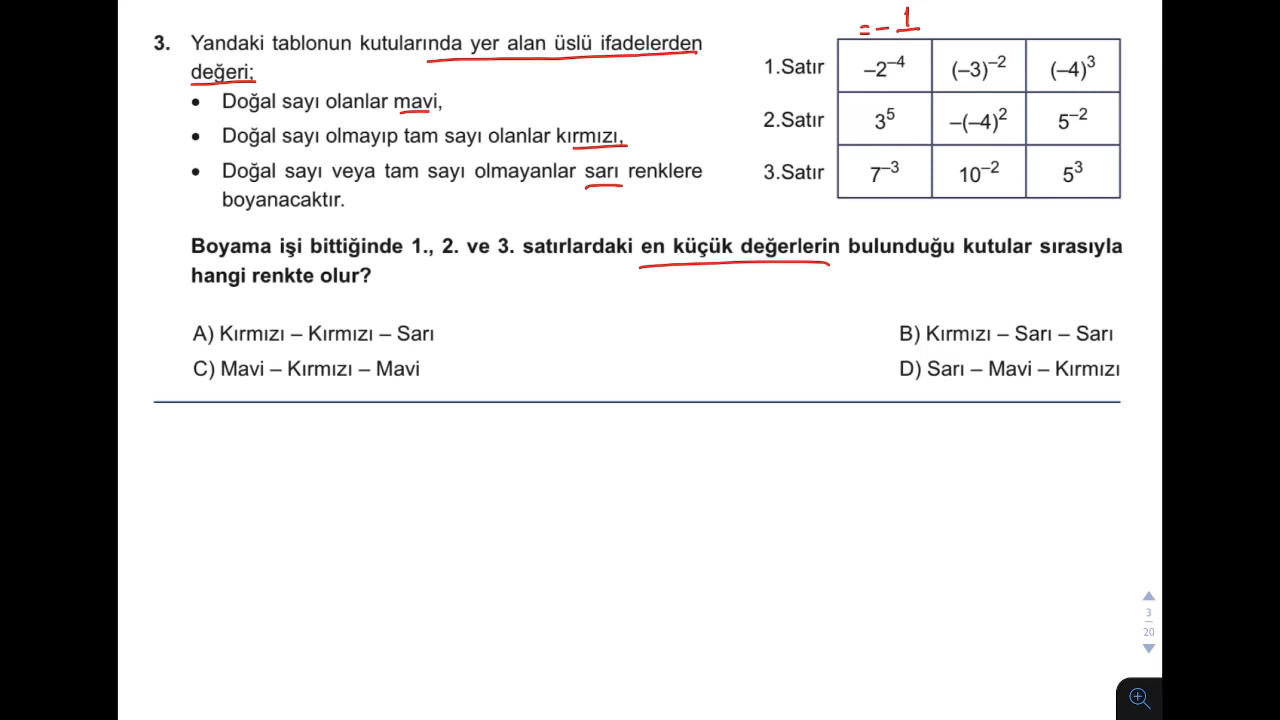 = - 1
3. Yandaki tablonun kutularında yer alan üslü ifadelerden
değeri;
• Doğal sayı olanlar mavi,
• Doğal sayı olmayıp tam sayı olanlar kırmızı,
• Doğal sayı veya tam sayı olmayanlar sarı renklere
boyanacaktır.
1.Satır –2⁻⁴ (–3)⁻² (–4)³
2.Satır 3⁵ –(–4)² 5⁻²
3.Satır 7⁻³ 10⁻² 5³
Boyama işi bittiğinde 1., 2. ve 3. satırlardaki en küçük değerlerin bulunduğu kutular sırasıyla
hangi renkte olur?
A) Kırmızı – Kırmızı – Sarı
B) Kırmızı – Sarı – Sarı
C) Mavi – Kırmızı – Mavi
D) Sarı – Mavi – Kırmızı
3
20